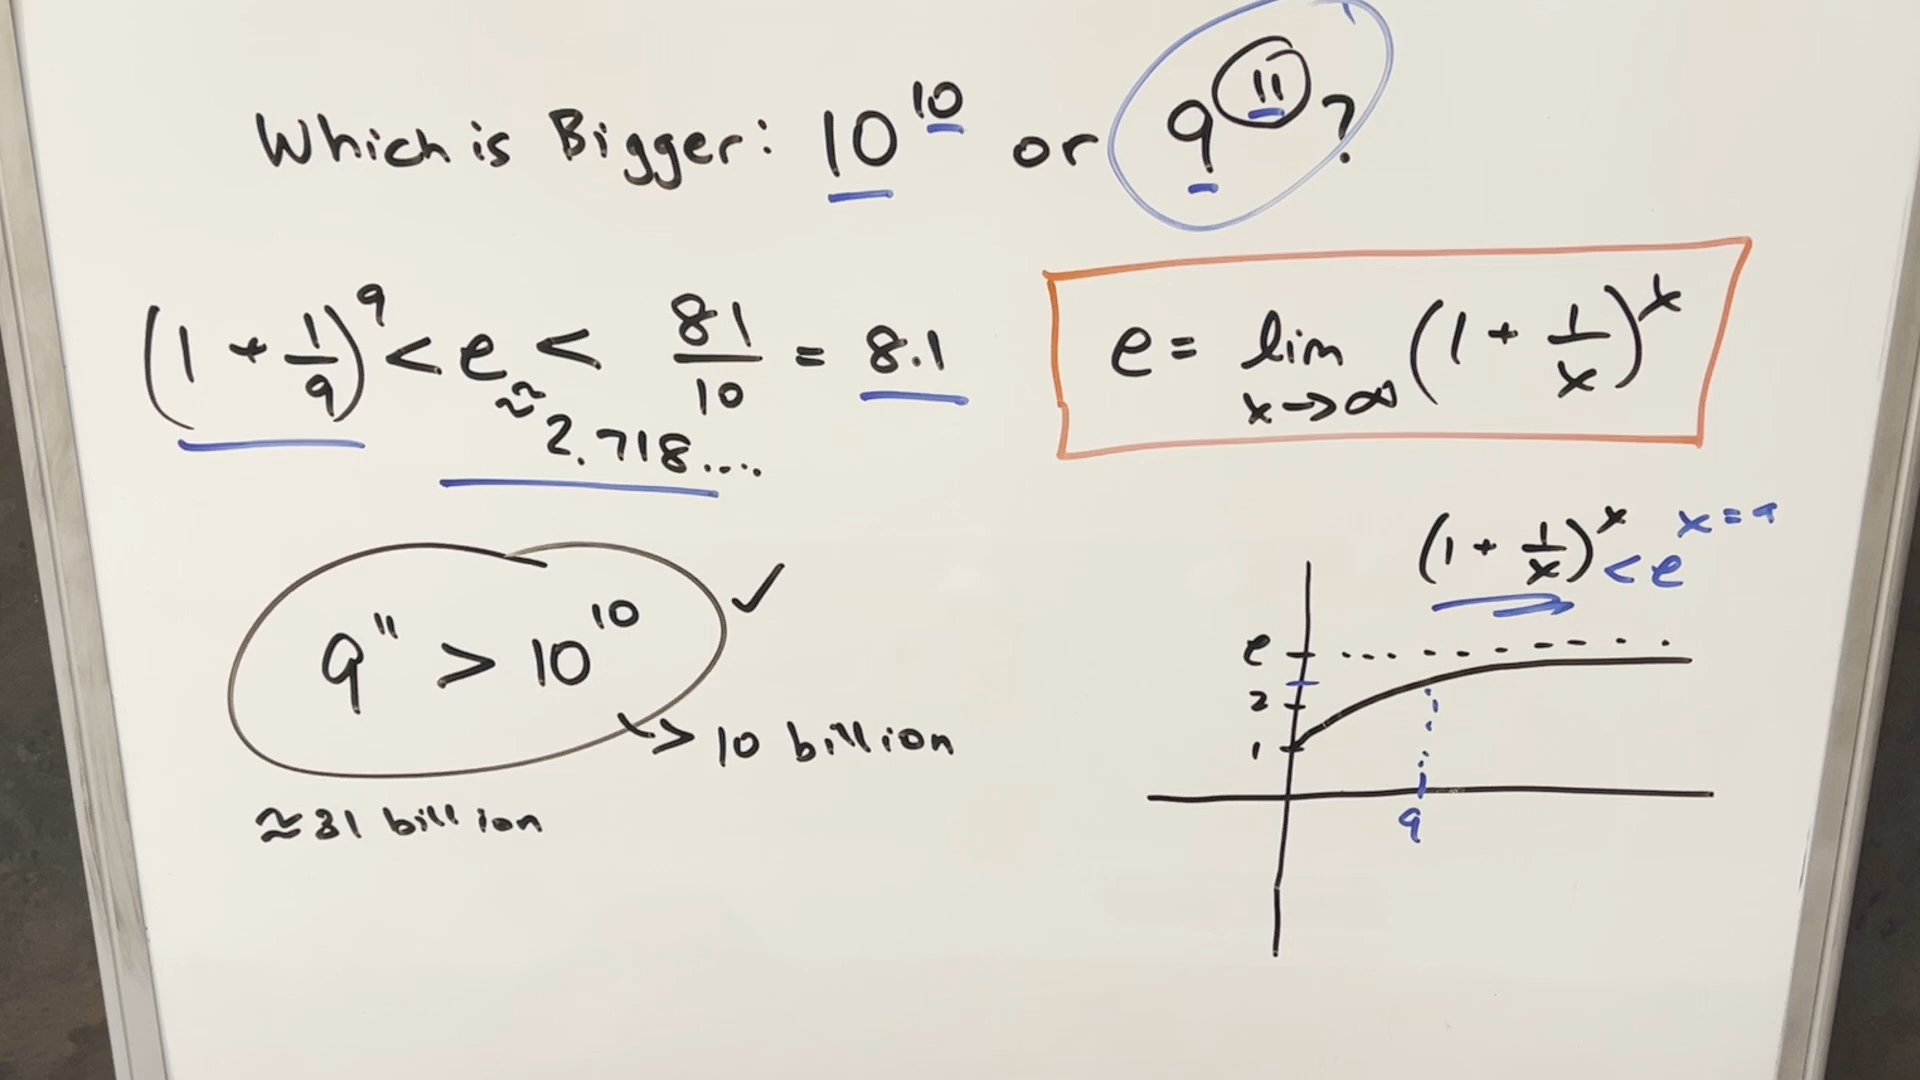 Which is Bigger: 10^10 or 9^11?
(1 + 1/9)^9 < e < 81/10 = 8.1
≈ 2.718....
e = lim x→∞ (1 + 1/x)^x
(1 + 1/x)^x < e x = 9
9^11 > 10^10 ✓
→ 10 billion
≈ 31 billion
e
2
1
9